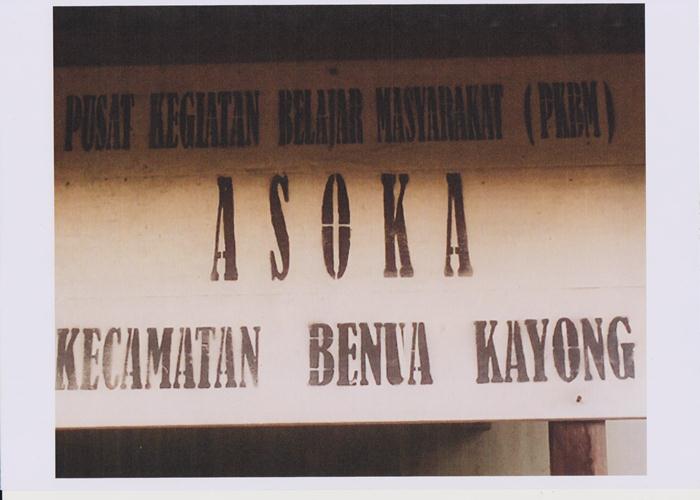 PUSAT KEGIATAN BELAJAR MASYARAKAT (PKBM)
ASOKA
KECAMATAN BENUA KAYONG